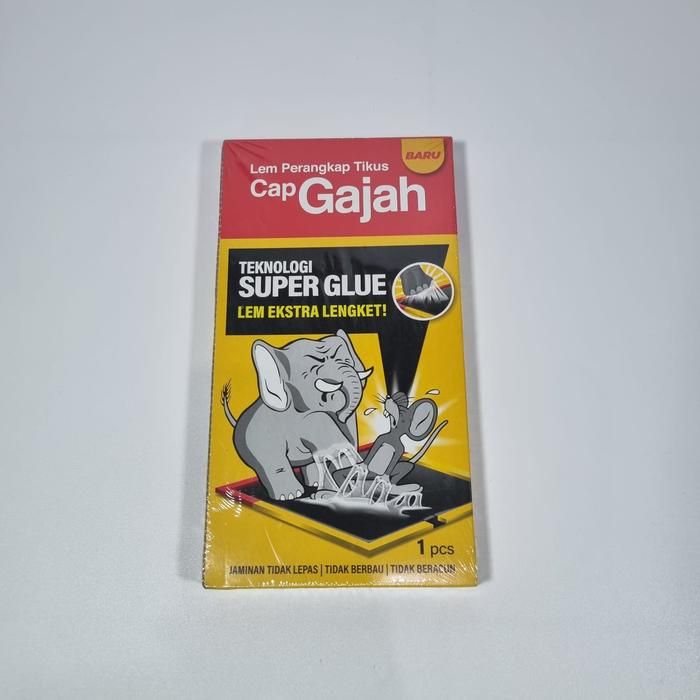 BARU
Lem Perangkap Tikus
Cap Gajah
TEKNOLOGI
SUPER GLUE
LEM EKSTRA LENGKET!
1 pcs
JAMINAN TIDAK LEPAS | TIDAK BERBAU | TIDAK BERACUN